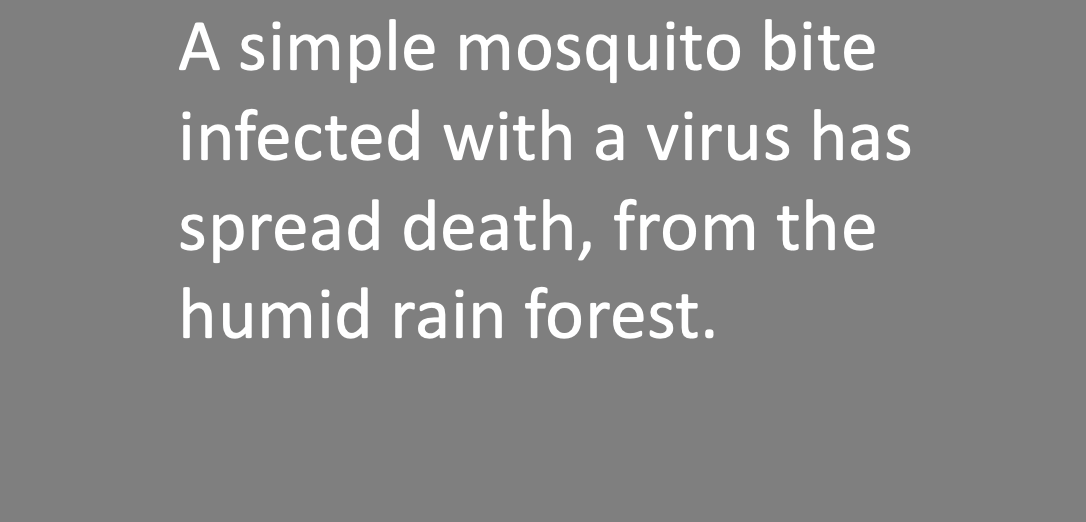 A simple mosquito bite
infected with a virus has
spread death, from the
humid rain forest.